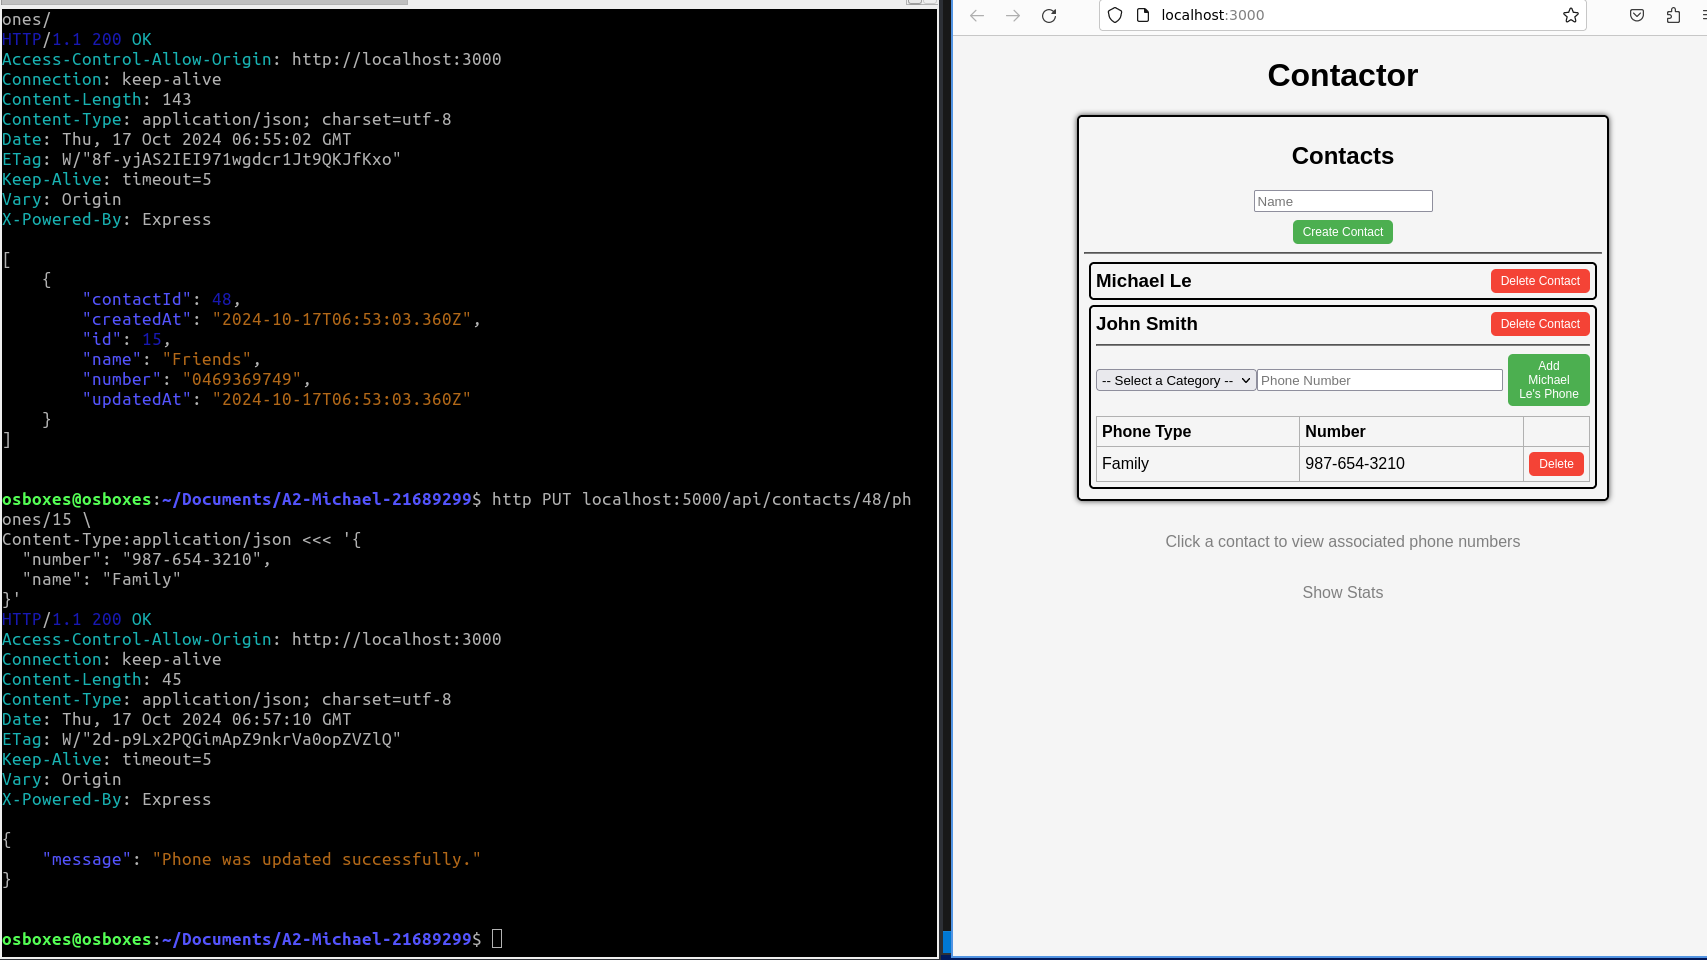 ones/
HTTP/1.1 200 OK
Access-Control-Allow-Origin: http://localhost:3000
Connection: keep-alive
Content-Length: 143
Content-Type: application/json; charset=utf-8
Date: Thu, 17 Oct 2024 06:55:02 GMT
ETag: W/"8f-yjAS2IEI971wgdcr1Jt9QKJfKxo"
Keep-Alive: timeout=5
Vary: Origin
X-Powered-By: Express
[
    {
        "contactId": 48,
        "createdAt": "2024-10-17T06:53:03.360Z",
        "id": 15,
        "name": "Friends",
        "number": "0469369749",
        "updatedAt": "2024-10-17T06:53:03.360Z"
    }
]
osboxes@osboxes:~/Documents/A2-Michael-21689299$ http PUT localhost:5000/api/contacts/48/ph
ones/15 \
Content-Type:application/json <<< '{
  "number": "987-654-3210",
  "name": "Family"
}'
HTTP/1.1 200 OK
Access-Control-Allow-Origin: http://localhost:3000
Connection: keep-alive
Content-Length: 45
Content-Type: application/json; charset=utf-8
Date: Thu, 17 Oct 2024 06:57:10 GMT
ETag: W/"2d-p9Lx2PQGimApZ9nkrVa0opZVZlQ"
Keep-Alive: timeout=5
Vary: Origin
X-Powered-By: Express
{
    "message": "Phone was updated successfully."
}
osboxes@osboxes:~/Documents/A2-Michael-21689299$
localhost:3000
Contactor
Contacts
Name
Create Contact
Michael Le
Delete Contact
John Smith
Delete Contact
-- Select a Category --
Phone Number
Add
Michael
Le's Phone
Phone Type
Number
Family
987-654-3210
Delete
Click a contact to view associated phone numbers
Show Stats